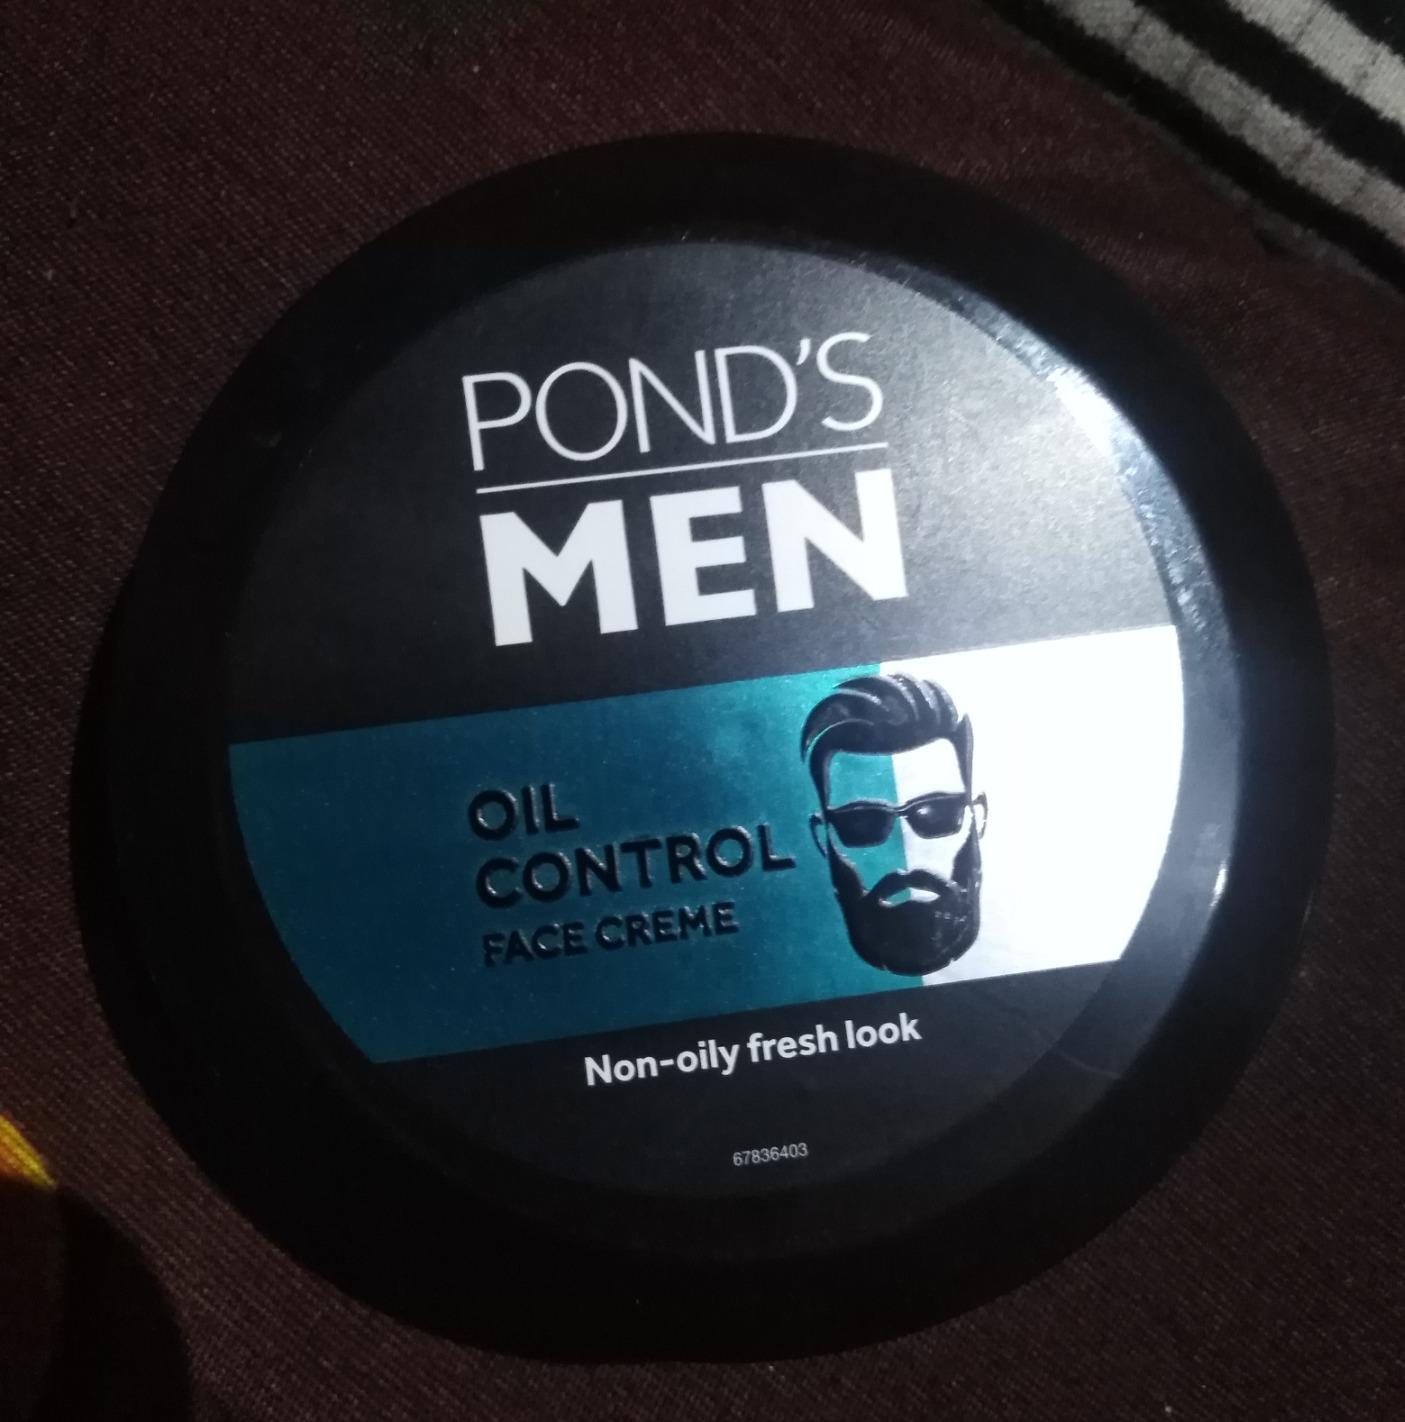 POND'S
MEN
OIL
CONTROL
FACE CREME
Non-oily fresh look
67836403